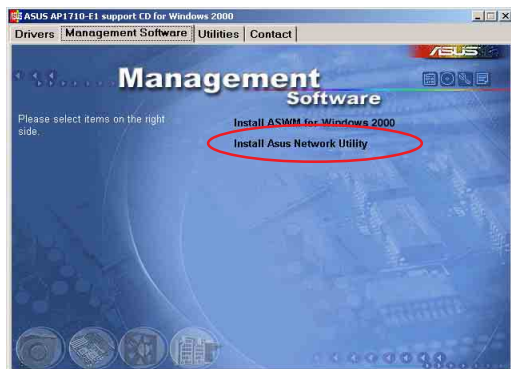 ASUS AP1710-E1 support CD for Windows 2000
Drivers Management Software Utilities Contact
ASUS
Management
Software
Please select items on the right
side.
Install ASWM for Windows 2000
Install Asus Network Utility